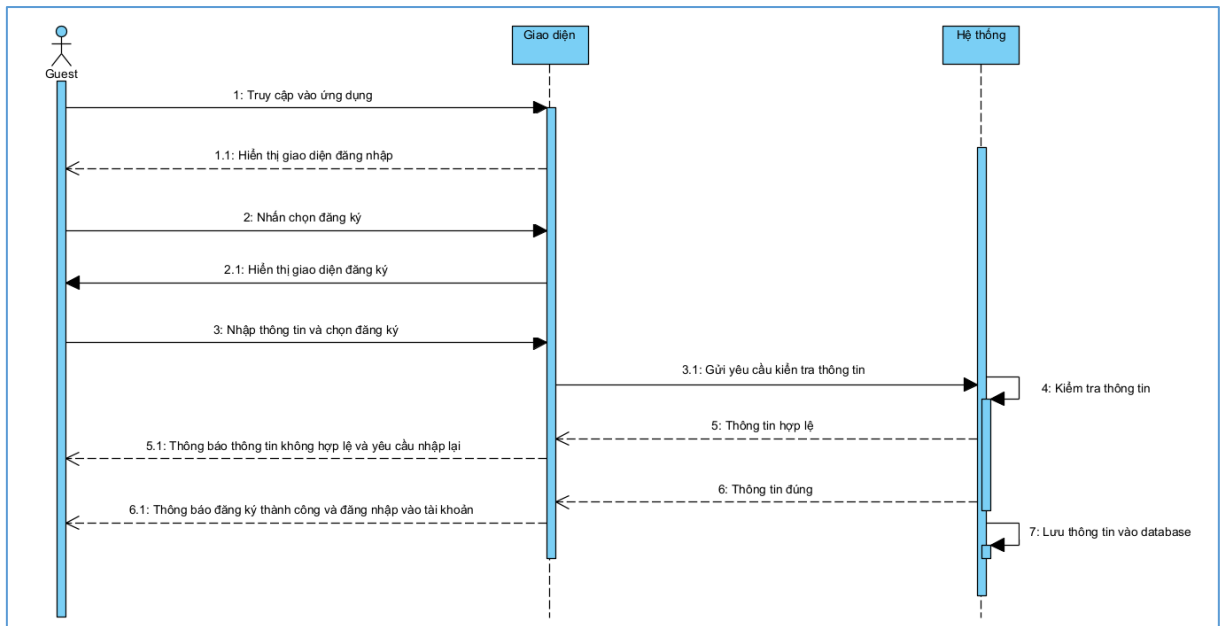 Giao diện
Hệ thống
Guest
1: Truy cập vào ứng dụng
1.1: Hiển thị giao diện đăng nhập
2: Nhấn chọn đăng ký
2.1: Hiển thị giao diện đăng ký
3: Nhập thông tin và chọn đăng ký
3.1: Gửi yêu cầu kiển tra thông tin
4: Kiểm tra thông tin
5: Thông tin hợp lệ
5.1: Thông báo thông tin không hợp lệ và yêu cầu nhập lại
6: Thông tin đúng
6.1: Thông báo đăng ký thành công và đăng nhập vào tài khoản
7: Lưu thông tin vào database